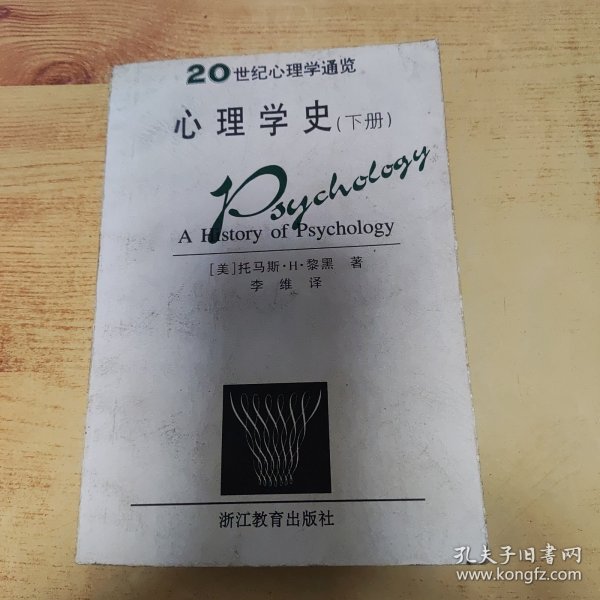 20世纪心理学通览
心理学史(下册)
Psychology
A History of Psychology
[美]托马斯·H·黎黑 著
李维 译
浙江教育出版社
孔夫子旧书网
www.kongfz.com